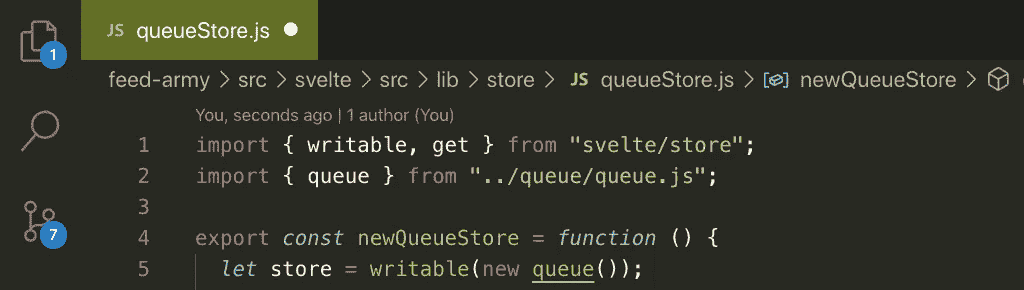 JS queueStore.js
1
feed-army > src > svelte > src > lib > store > JS queueStore.js > newQueueStore >
You, seconds ago | 1 author (You)
1 import { writable, get } from "svelte/store";
2 import { queue } from "../queue/queue.js";
3
4 export const newQueueStore = function () {
7
5 let store = writable(new queue());